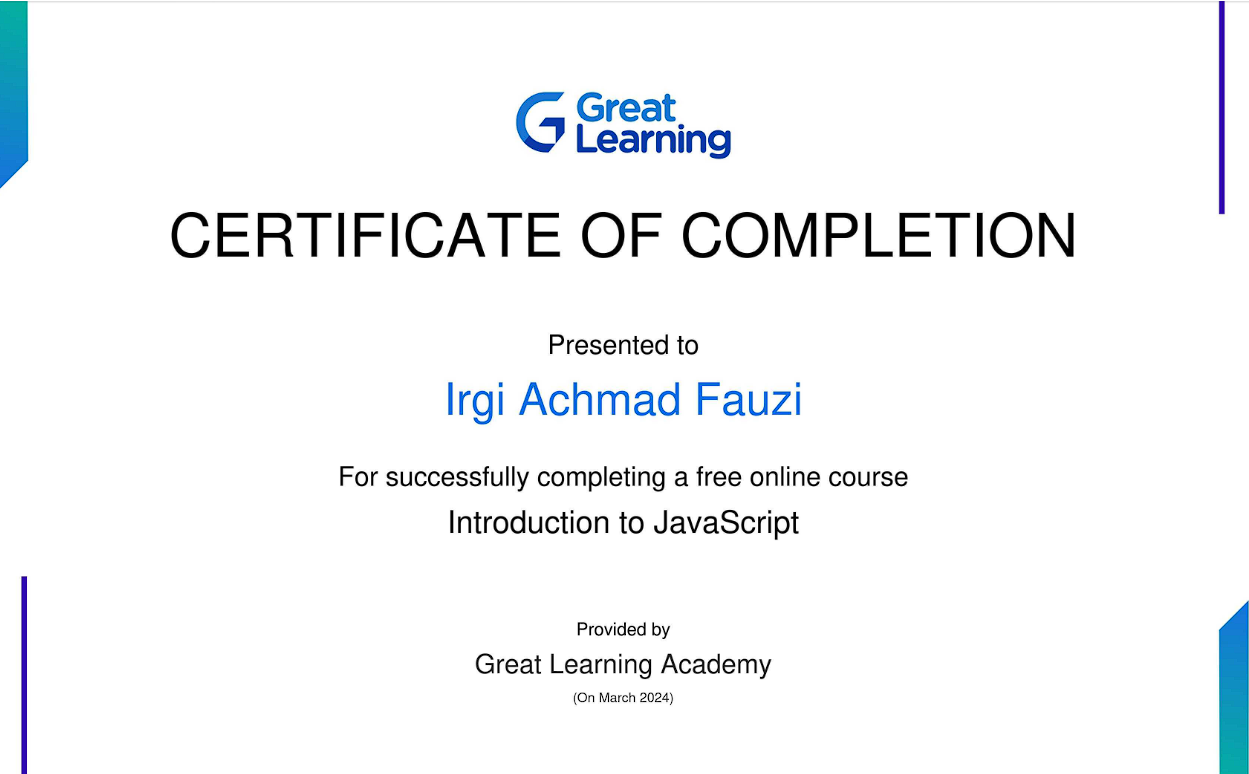 Great
Learning
CERTIFICATE OF COMPLETION
Presented to
Irgi Achmad Fauzi
For successfully completing a free online course
Introduction to JavaScript
Provided by
Great Learning Academy
(On March 2024)